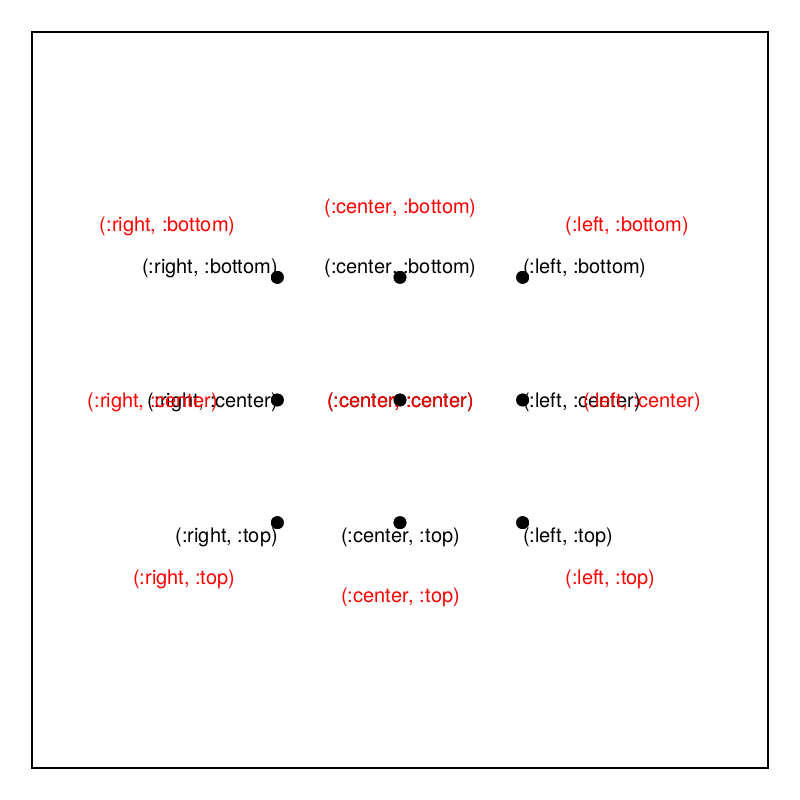 (:center, :bottom)
(:right, :bottom) (:left, :bottom)
(:right, :bottom) (:center, :bottom) (:left, :bottom)
(:right, :center) (:right, :center) (:center, :center) (:center, :center) (:left, :center) (:left, :center)
(:right, :top) (:center, :top) (:left, :top)
(:right, :top) (:left, :top)
(:center, :top)